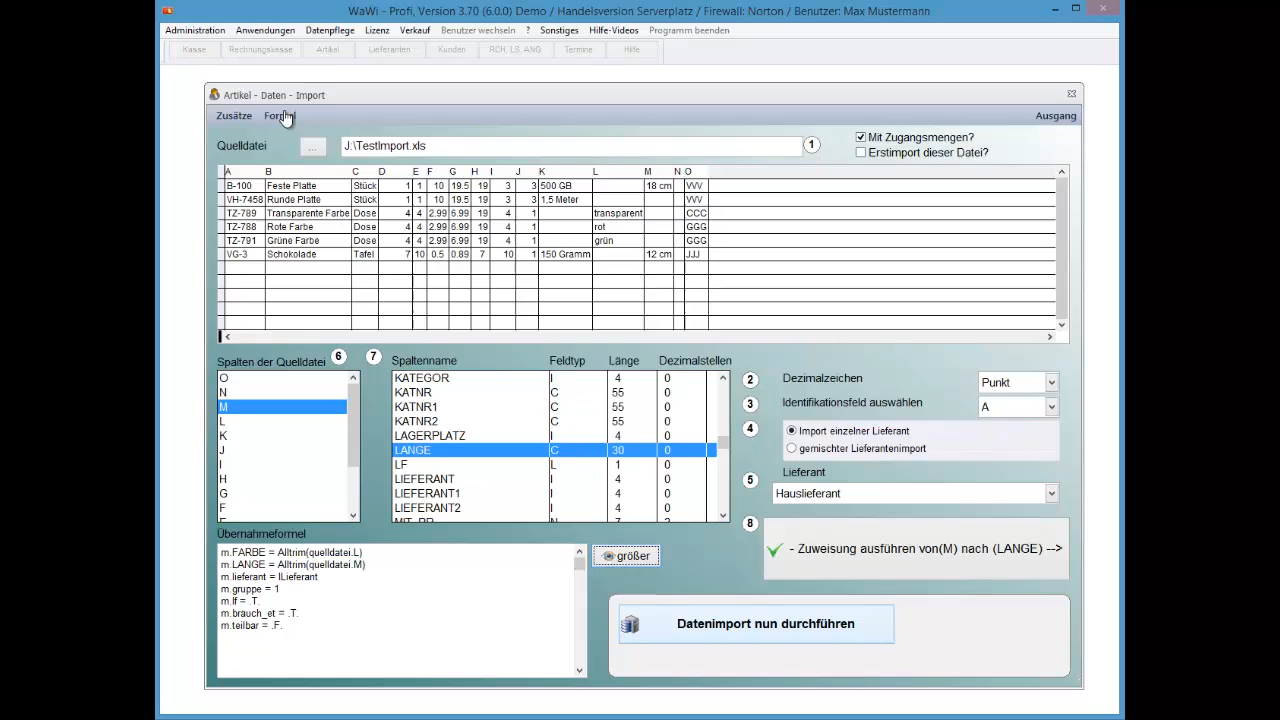 WaWi - Profi, Version 3.70 (6.0.0) Demo / Handelsversion Serverplatz / Firewall: Norton / Benutzer: Max Mustermann
Administration Anwendungen Datenpflege Lizenz Verkauf Benutzer wechseln ? Sonstiges Hilfe-Videos Programm beenden
Kasse Rechnungskasse Artikel Lieferanten Kunden RCH, LS, ANG Termine Hilfe
Artikel - Daten - Import
Zusätze Formel Ausgang
Quelldatei ... J:\TestImport.xls 1 Mit Zugangsmengen?
Erstimport dieser Datei?
A B C D E F G H I J K L M N O
B-100 Feste Platte Stück 1 1 10 19.5 19 3 3 500 GB 18 cm VVV
VH-7458 Runde Platte Stück 1 1 10 19.5 19 3 3 1,5 Meter VVV
TZ-789 Transparente Farbe Dose 4 4 2.99 6.99 19 4 1 transparent CCC
TZ-788 Rote Farbe Dose 4 4 2.99 6.99 19 4 1 rot GGG
TZ-791 Grüne Farbe Dose 4 4 2.99 6.99 19 4 1 grün GGG
VG-3 Schokolade Tafel 7 10 0.5 0.89 7 10 1 150 Gramm 12 cm JJJ
Spalten der Quelldatei 6
O
N
M
L
K
J
I
H
G
F
7 Spaltenname Feldtyp Länge Dezimalstellen
KATEGOR I 4 0
KATNR C 55 0
KATNR1 C 55 0
KATNR2 C 55 0
LAGERPLATZ I 4 0
LANGE C 30 0
LF L 1 0
LIEFERANT I 4 0
LIEFERANT1 I 4 0
LIEFERANT2 I 4 0
MIT_PR N 7 2
2 Dezimalzeichen Punkt
3 Identifikationsfeld auswählen A
4 Import einzelner Lieferant
gemischter Lieferantenimport
5 Lieferant
Hauslieferant
8 - Zuweisung ausführen von(M) nach (LANGE) -->
Übernahmeformel
m.FARBE = Alltrim(quelldatei.L)
m.LANGE = Alltrim(quelldatei.M)
m.lieferant = lLieferant
m.gruppe = 1
m.lf = .T.
m.brauch_et = .T.
m.teilbar = .F.
größer
Datenimport nun durchführen